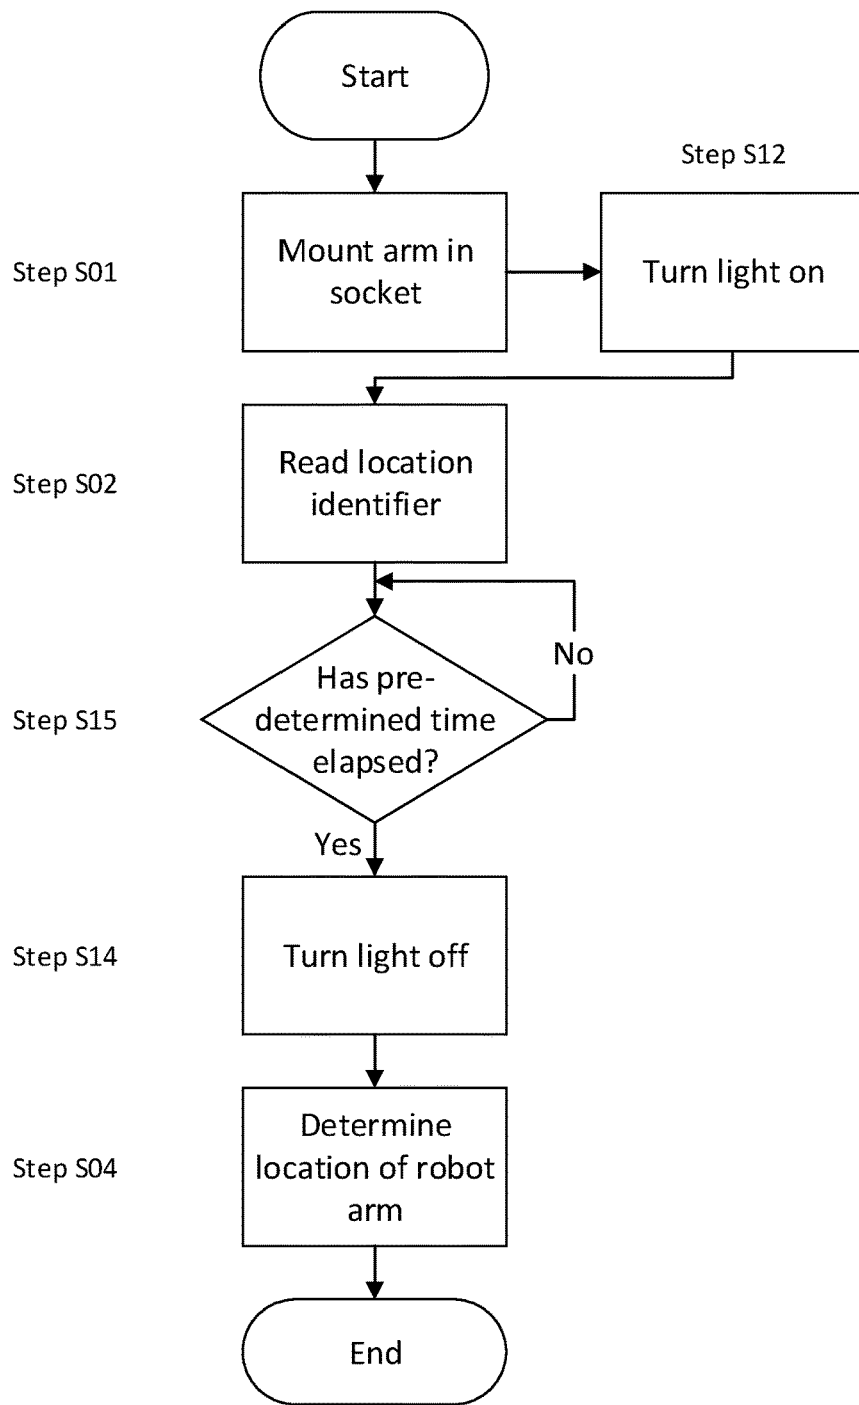 Start
Step S12
Step S01
Mount arm in
socket
Turn light on
Step S02
Read location
identifier
No
Step S15
Has pre-
determined time
elapsed?
Yes
Step S14
Turn light off
Step S04
Determine
location of robot
arm
End